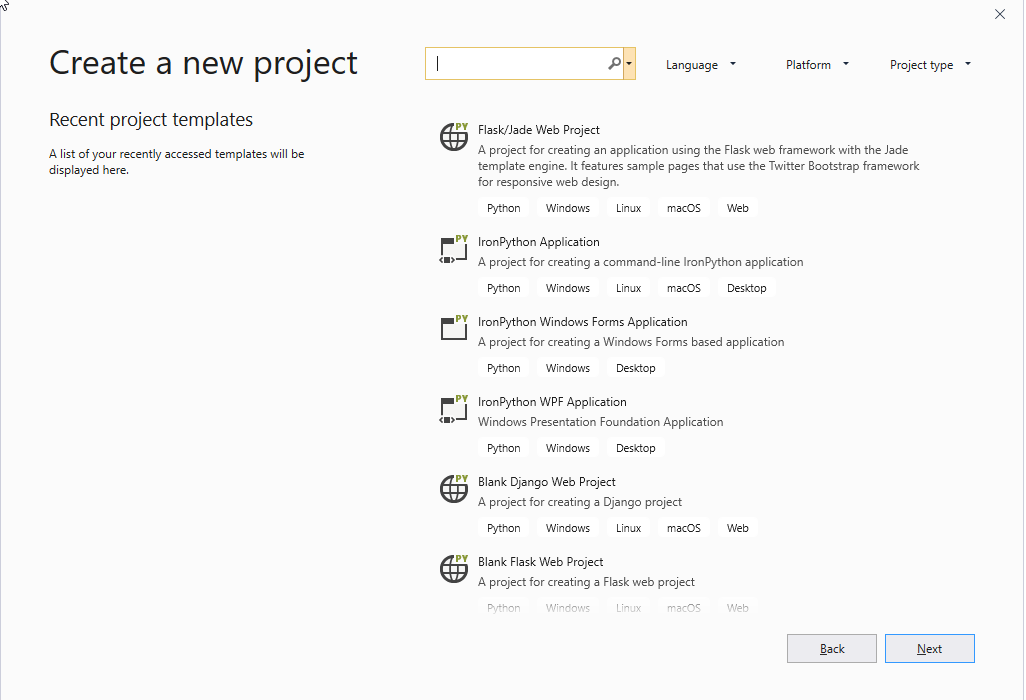 Create a new project
Language
Platform
Project type
Recent project templates
A list of your recently accessed templates will be
displayed here.
PY
Flask/Jade Web Project
A project for creating an application using the Flask web framework with the Jade
template engine. It features sample pages that use the Twitter Bootstrap framework
for responsive web design.
Python Windows Linux macOS Web
PY
IronPython Application
A project for creating a command-line IronPython application
Python Windows Linux macOS Desktop
PY
IronPython Windows Forms Application
A project for creating a Windows Forms based application
Python Windows Desktop
PY
IronPython WPF Application
Windows Presentation Foundation Application
Python Windows Desktop
PY
Blank Django Web Project
A project for creating a Django project
Python Windows Linux macOS Web
PY
Blank Flask Web Project
A project for creating a Flask web project
Python Windows Linux macOS Web
Back
Next